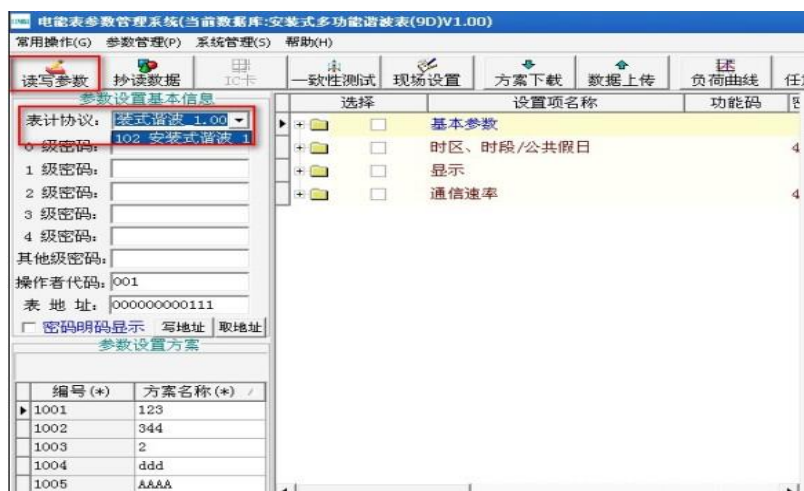 电能表参数管理系统(当前数据库:安装式多功能谐波表(9D)V1.00)
常用操作(G) 参数管理(P) 系统管理(S) 帮助(H)
读写参数 抄读数据 IC卡 一致性测试 现场设置 方案下载 数据上传 负荷曲线
参数设置基本信息
选择 设置项名称 功能码
表计协议: 装式谐波_1.00
102 安装式谐波_1
基本参数
0 级密码:
时区、时段/公共假日 4
1 级密码:
显示
2 级密码:
通信速率 4
3 级密码:
4 级密码:
其他级密码:
操作者代码: 001
表 地 址: 000000000111
密码明码显示 写地址 取地址
参数设置方案
编号(*) 方案名称(*)
1001 123
1002 344
1003 2
1004 ddd
1005 AAAA